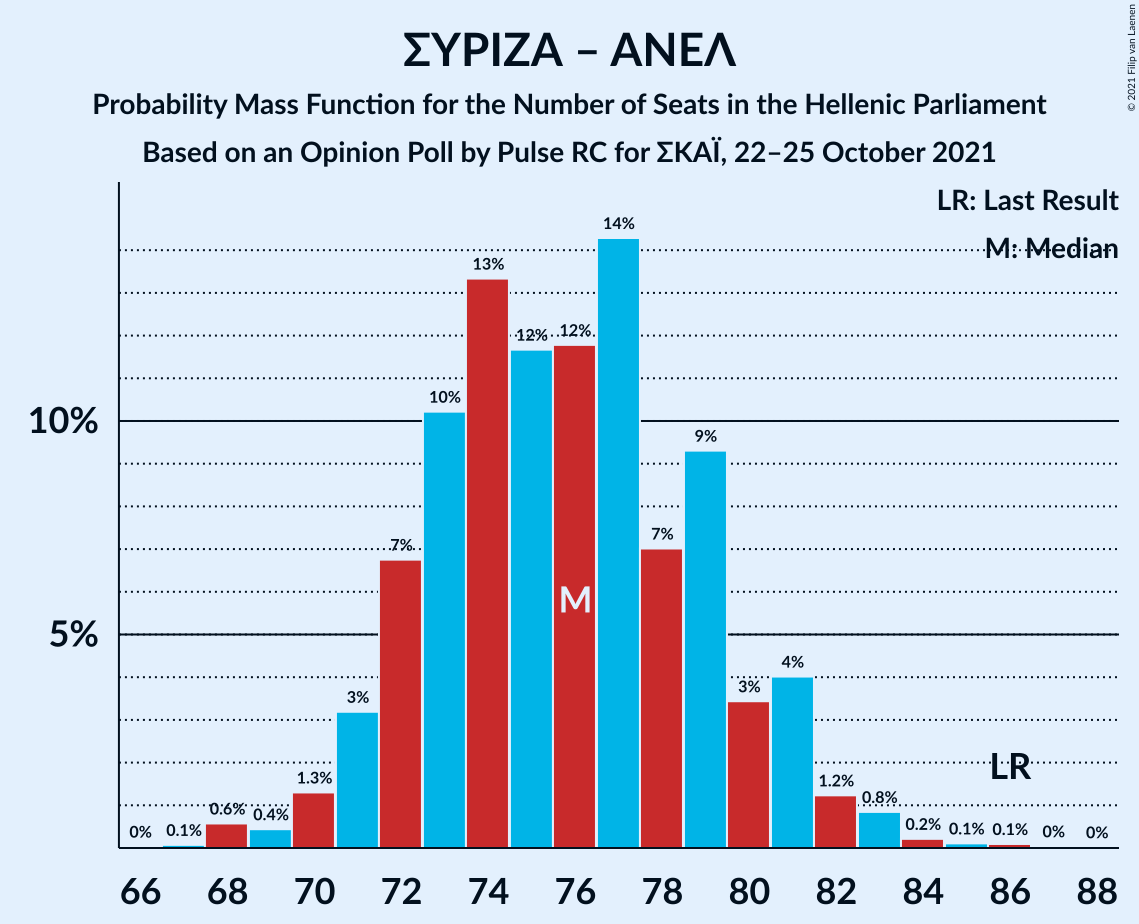 ΣΥΡΙΖΑ – ΑΝΕΛ
Probability Mass Function for the Number of Seats in the Hellenic Parliament
Based on an Opinion Poll by Pulse RC for ΣΚΑΪ, 22–25 October 2021
© 2021 Filip van Laenen
LR: Last Result
M: Median
14%
13%
12% 12%
10%
10%
9%
7%
7%
M
5%
3%
4%
3%
LR
1.3%
1.2%
0.6%
0.4%
0.8%
0% 0.1%
0.2% 0.1% 0.1% 0% 0%
66 68 70 72 74 76 78 80 82 84 86 88